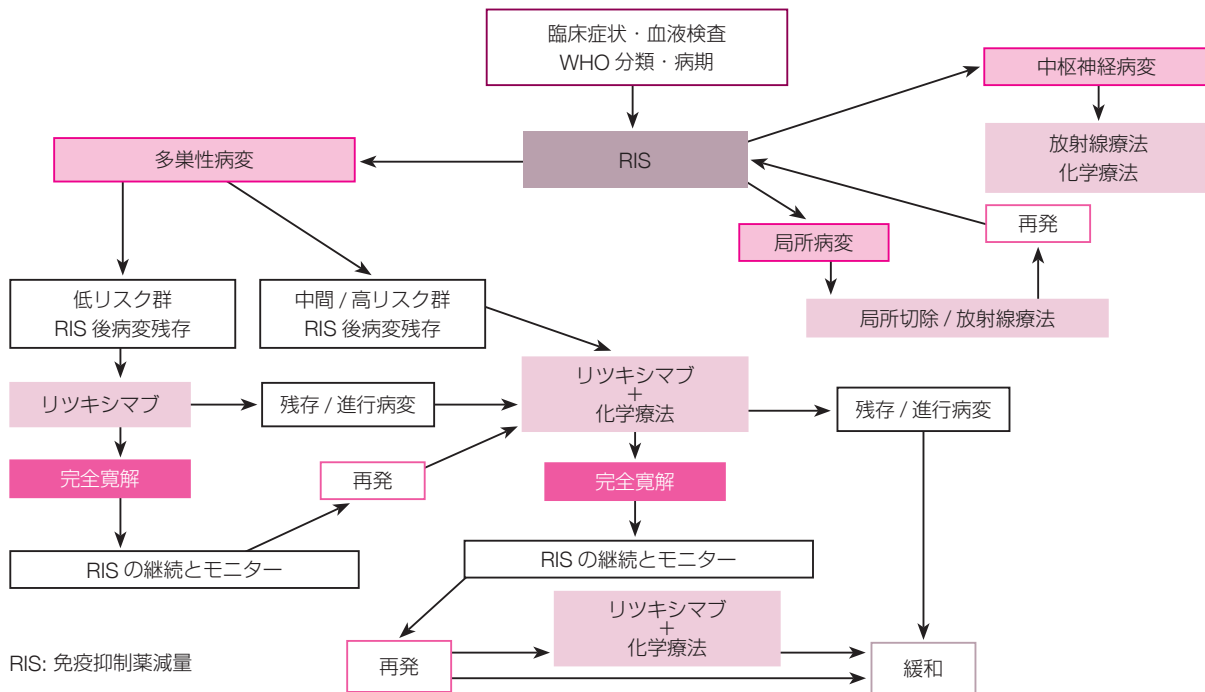 臨床症状・血液検査
WHO 分類・病期
中枢神経病変
放射線療法
化学療法
多巣性病変
RIS
再発
局所病変
局所切除 / 放射線療法
低リスク群
RIS 後病変残存
中間 / 高リスク群
RIS 後病変残存
リツキシマブ
残存 / 進行病変
リツキシマブ
+
化学療法
残存 / 進行病変
完全寛解
再発
完全寛解
RIS の継続とモニター
RIS の継続とモニター
リツキシマブ
+
化学療法
再発
緩和
RIS: 免疫抑制薬減量